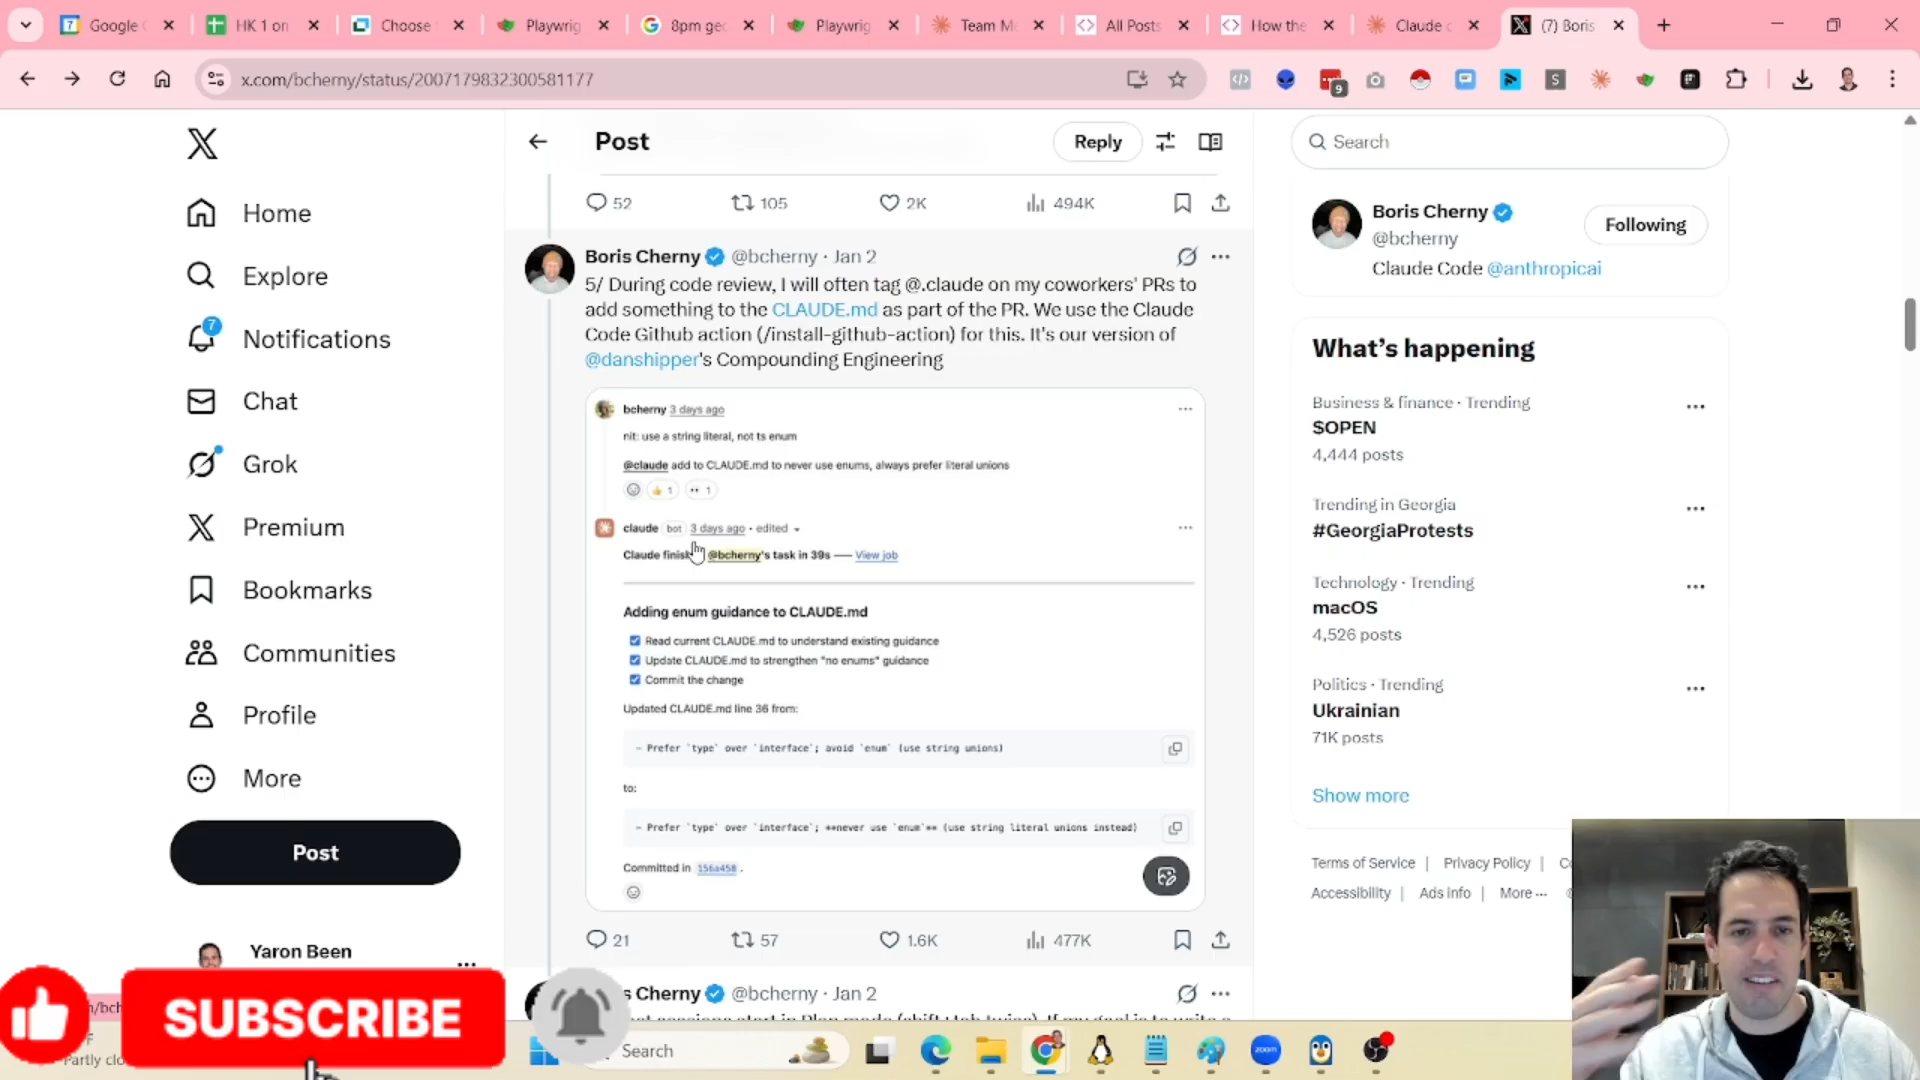 Google
HK 1 on
Choose
Playwrig
8pm geo
Playwrig
Team M
All Posts
How the
Claude c
(7) Boris
x.com/bcherny/status/2007179832300581177
9
Home
Explore
7
Notifications
Chat
Grok
Premium
Bookmarks
Communities
Profile
More
Post
Yaron Been
Post
Reply
52
105
2K
494K
Boris Cherny @bcherny · Jan 2
5/ During code review, I will often tag @.claude on my coworkers' PRs to
add something to the CLAUDE.md as part of the PR. We use the Claude
Code Github action (/install-github-action) for this. It's our version of
@danshipper's Compounding Engineering
bcherny 3 days ago
nit: use a string literal, not ts enum
@claude add to CLAUDE.md to never use enums, always prefer literal unions
1
1
claude bot 3 days ago · edited
Claude finis @bcherny's task in 39s —— View job
Adding enum guidance to CLAUDE.md
Read current CLAUDE.md to understand existing guidance
Update CLAUDE.md to strengthen "no enums" guidance
Commit the change
Updated CLAUDE.md line 36 from:
- Prefer `type` over `interface`; avoid `enum` (use string unions)
to:
- Prefer `type` over `interface`; **never use `enum`** (use string literal unions instead)
Committed in 156a458 .
21
57
1.6K
477K
s Cherny @bcherny · Jan 2
Search
Boris Cherny
@bcherny
Claude Code @anthropicai
Following
What's happening
Business & finance · Trending
$OPEN
4,444 posts
Trending in Georgia
#GeorgiaProtests
Technology · Trending
macOS
4,526 posts
Politics · Trending
Ukrainian
71K posts
Show more
Terms of Service | Privacy Policy |
Accessibility | Ads info | More ···
SUBSCRIBE
Partly clo
Search
zoom